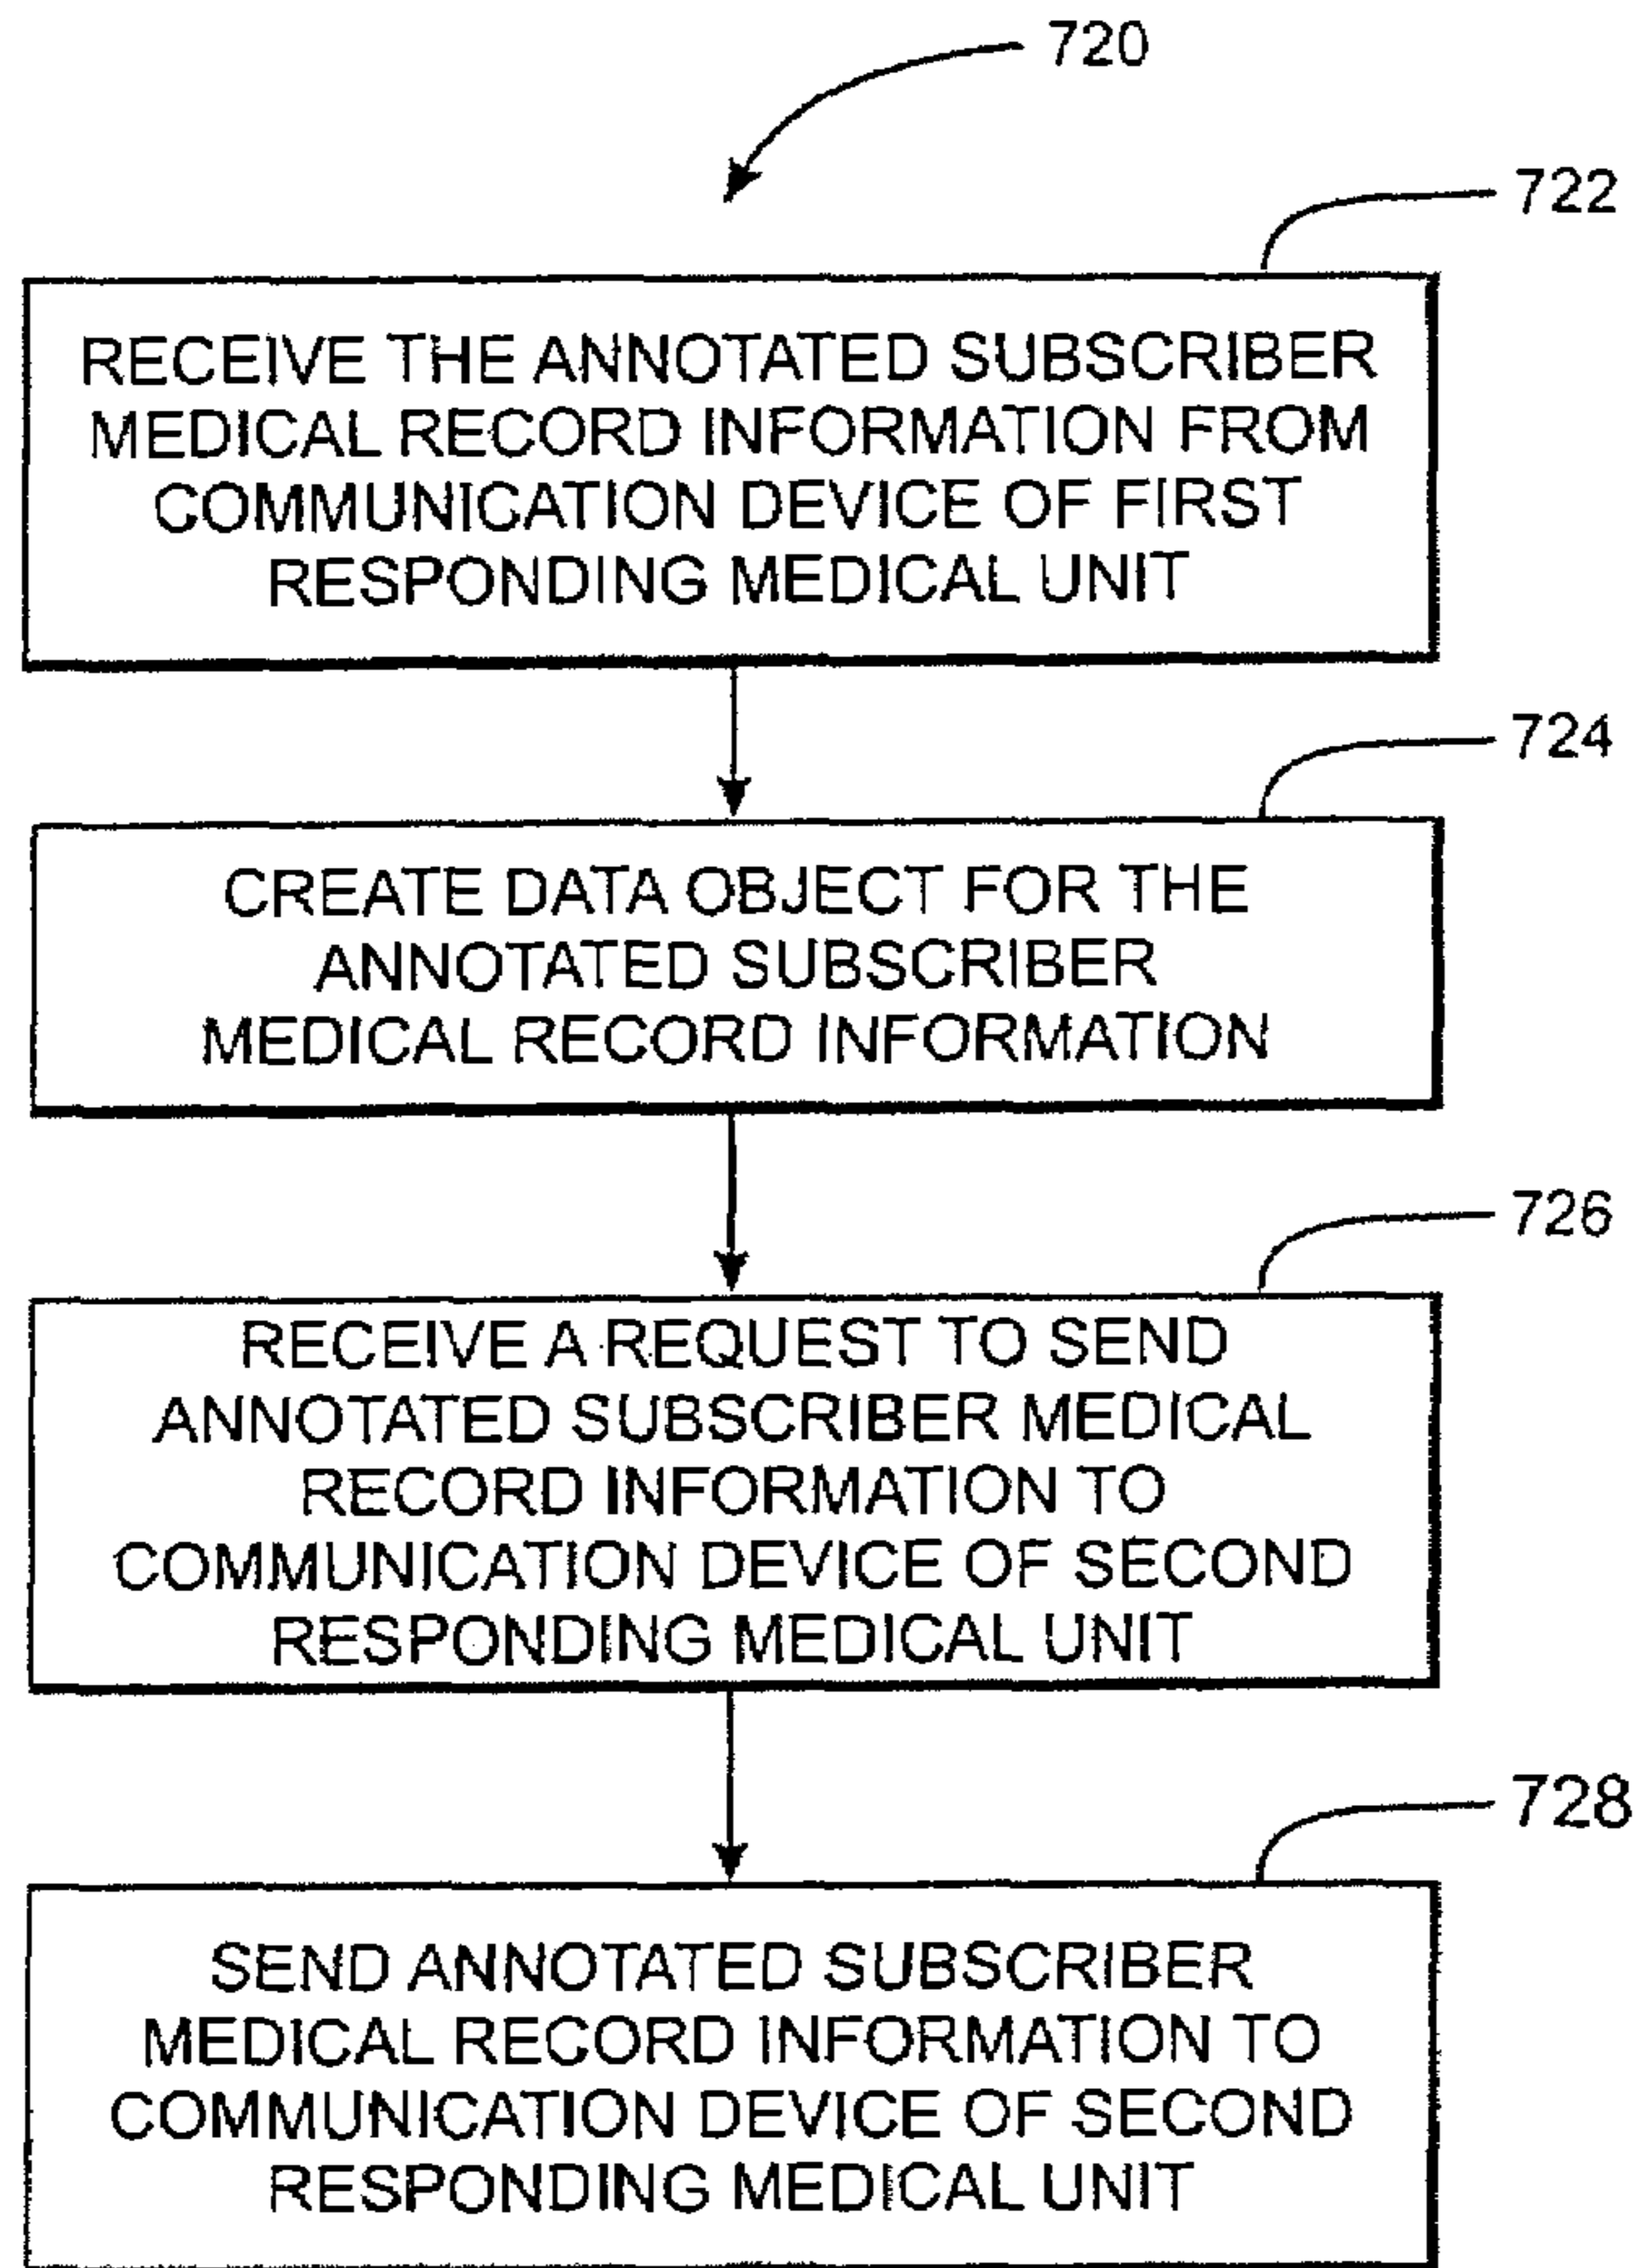 720
722
RECEIVE THE ANNOTATED SUBSCRIBER
MEDICAL RECORD INFORMATION FROM
COMMUNICATION DEVICE OF FIRST
RESPONDING MEDICAL UNIT
724
CREATE DATA OBJECT FOR THE
ANNOTATED SUBSCRIBER
MEDICAL RECORD INFORMATION
726
RECEIVE A REQUEST TO SEND
ANNOTATED SUBSCRIBER MEDICAL
RECORD INFORMATION TO
COMMUNICATION DEVICE OF SECOND
RESPONDING MEDICAL UNIT
728
SEND ANNOTATED SUBSCRIBER
MEDICAL RECORD INFORMATION TO
COMMUNICATION DEVICE OF SECOND
RESPONDING MEDICAL UNIT